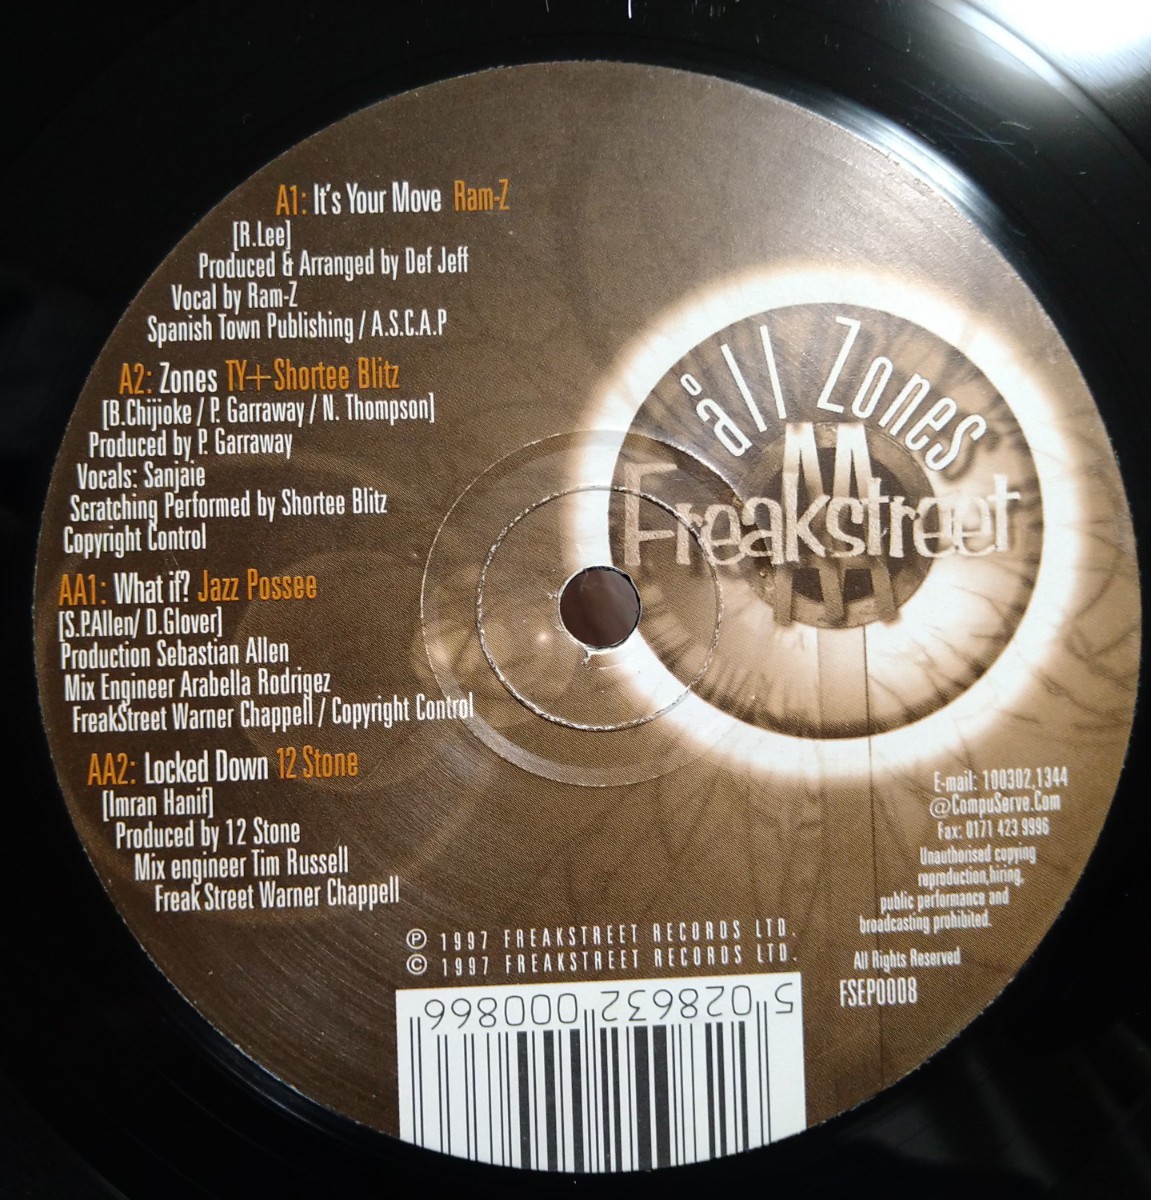 A1: It's Your Move Ram-Z
[R.Lee]
Produced & Arranged by Def Jeff
Vocal by Ram-Z
Spanish Town Publishing / A.S.C.A.P
A2: Zones TY+Shortee Blitz
[B.Chijioke / P. Garraway / N. Thompson]
Produced by P. Garraway
Vocals: Sanjaie
Scratching Performed by Shortee Blitz
Copyright Control
AA1: What if? Jazz Possee
[S.P.Allen/ D.Glover]
Production Sebastian Allen
Mix Engineer Arabella Rodrigez
FreakStreet Warner Chappell / Copyright Control
AA2: Locked Down 12 Stone
[Imran Hanif]
Produced by 12 Stone
Mix engineer Tim Russell
Freak Street Warner Chappell
åll Zones
AA
Freakstreet
E-mail: 100302,1344
@CompuServe.Com
Fax: 0171 423 9996
Unauthorised copying
reproduction,hiring,
public performance and
broadcasting prohibited.
All Rights Reserved
FSEP0008
℗ 1997 FREAKSTREET RECORDS LTD.
© 1997 FREAKSTREET RECORDS LTD.
5 028632 000866